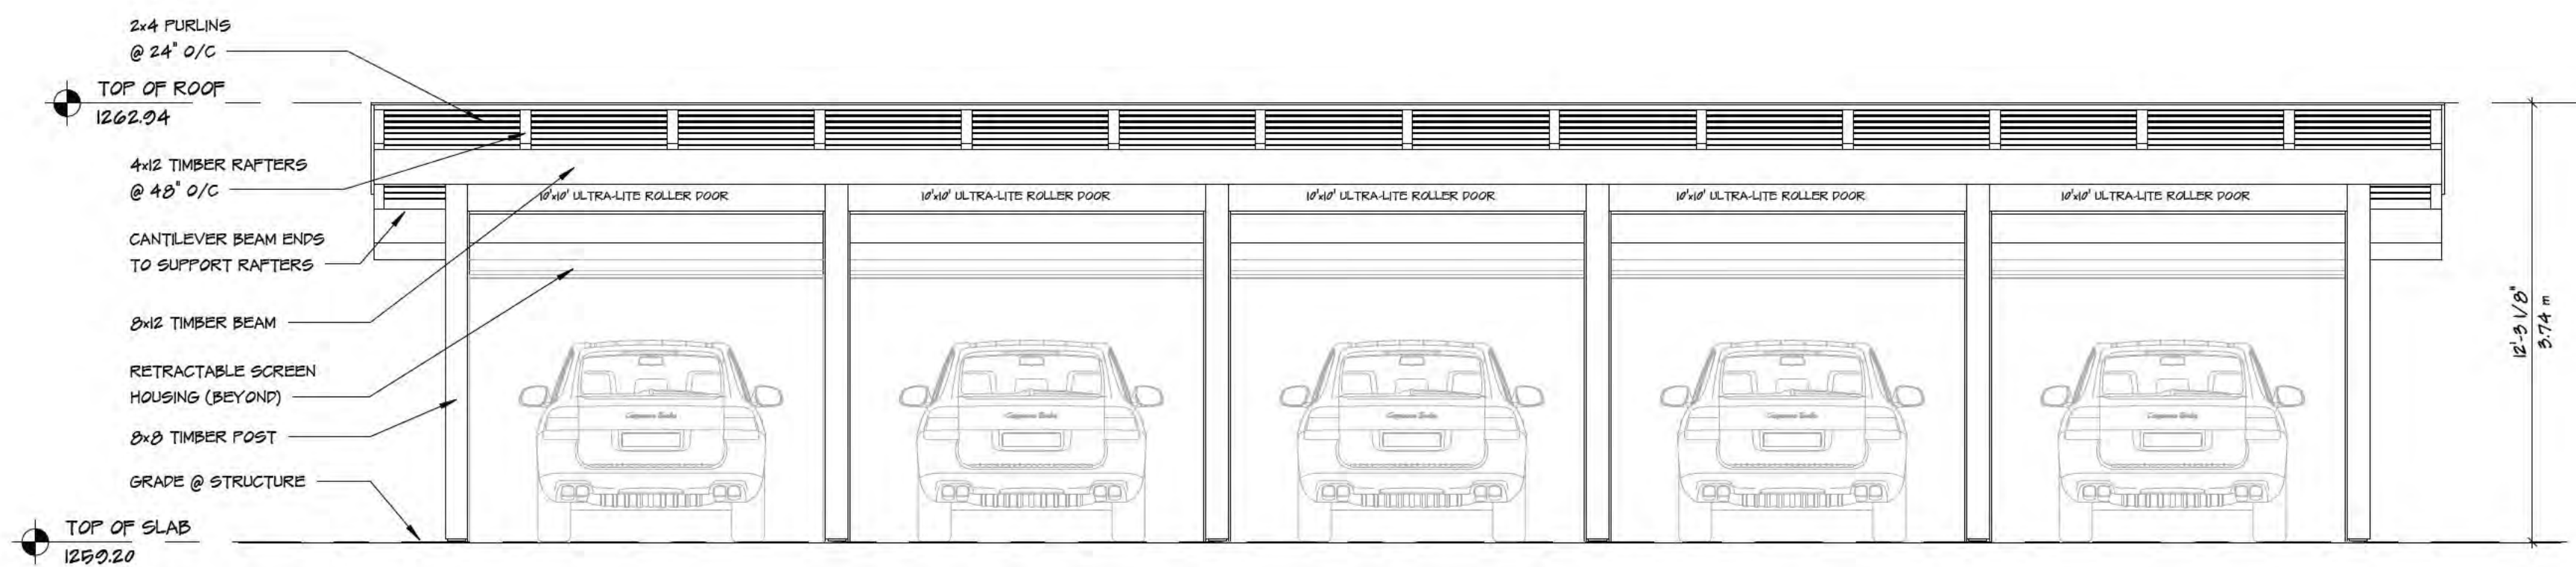 2x4 PURLINS
@ 24" O/C
TOP OF ROOF
1262.94
4x12 TIMBER RAFTERS
@ 48" O/C
CANTILEVER BEAM ENDS
TO SUPPORT RAFTERS
8x12 TIMBER BEAM
RETRACTABLE SCREEN
HOUSING (BEYOND)
8x8 TIMBER POST
GRADE @ STRUCTURE
TOP OF SLAB
1259.20
10'x10' ULTRA-LITE ROLLER DOOR
10'x10' ULTRA-LITE ROLLER DOOR
10'x10' ULTRA-LITE ROLLER DOOR
10'x10' ULTRA-LITE ROLLER DOOR
10'x10' ULTRA-LITE ROLLER DOOR
12'-3 1/8"
3.74 m